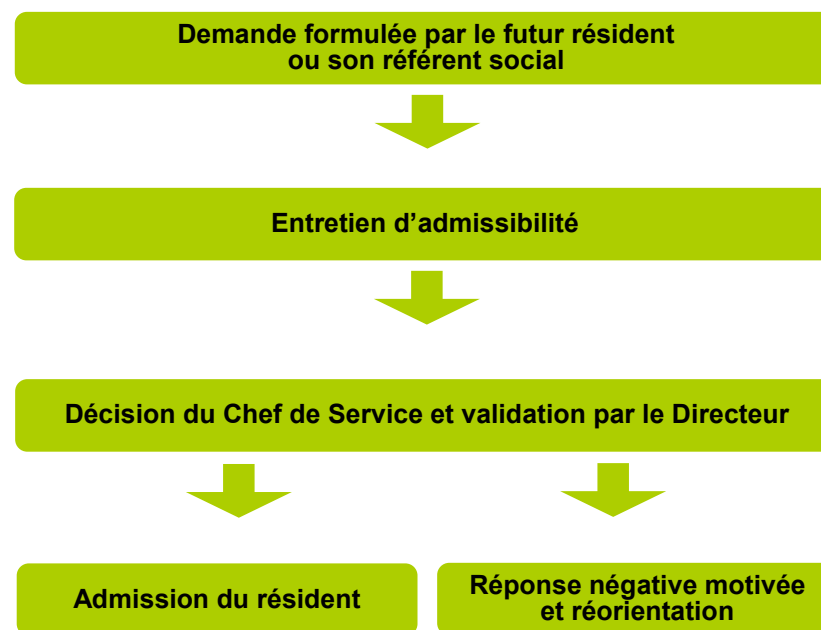 Demande formulée par le futur résident
ou son référent social
Entretien d’admissibilité
Décision du Chef de Service et validation par le Directeur
Admission du résident
Réponse négative motivée
et réorientation